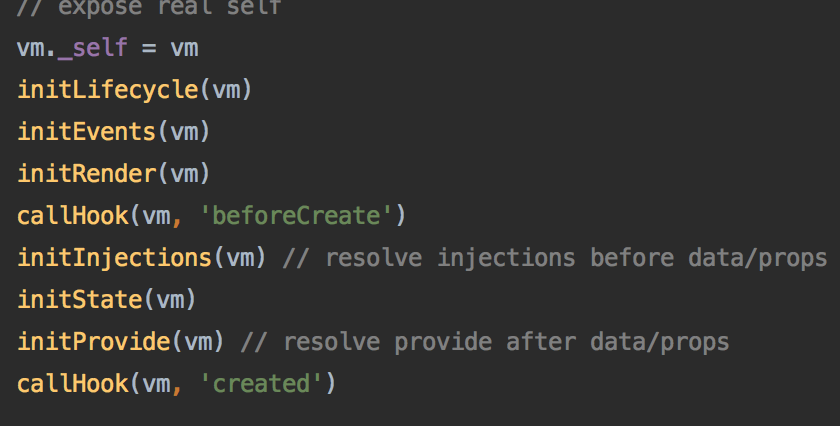 // expose real self
vm._self = vm
initLifecycle(vm)
initEvents(vm)
initRender(vm)
callHook(vm, 'beforeCreate')
initInjections(vm) // resolve injections before data/props
initState(vm)
initProvide(vm) // resolve provide after data/props
callHook(vm, 'created')